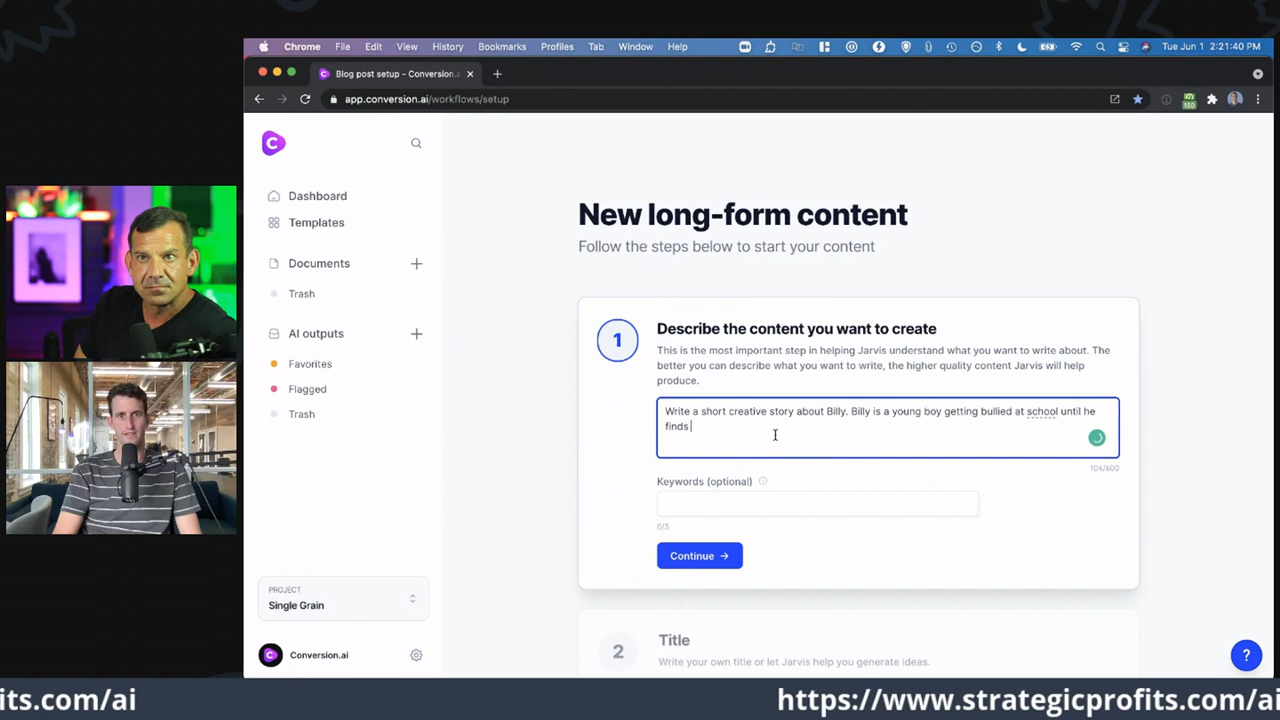 Chrome File Edit View History Bookmarks Profiles Tab Window Help Tue Jun 1 2:21:40 PM
Blog post setup - Conversion.a
app.conversion.ai/workflows/setup
150
C
Dashboard
Templates
Documents
Trash
AI outputs
Favorites
Flagged
Trash
PROJECT
Single Grain
Conversion.ai
New long-form content
Follow the steps below to start your content
1
Describe the content you want to create
This is the most important step in helping Jarvis understand what you want to write about. The
better you can describe what you want to write, the higher quality content Jarvis will help
produce.
Write a short creative story about Billy. Billy is a young boy getting bullied at school until he
finds
104/600
Keywords (optional)
0/3
Continue →
2
Title
Write your own title or let Jarvis help you generate ideas.
?
its.com/ai https://www.strategicprofits.com/ai